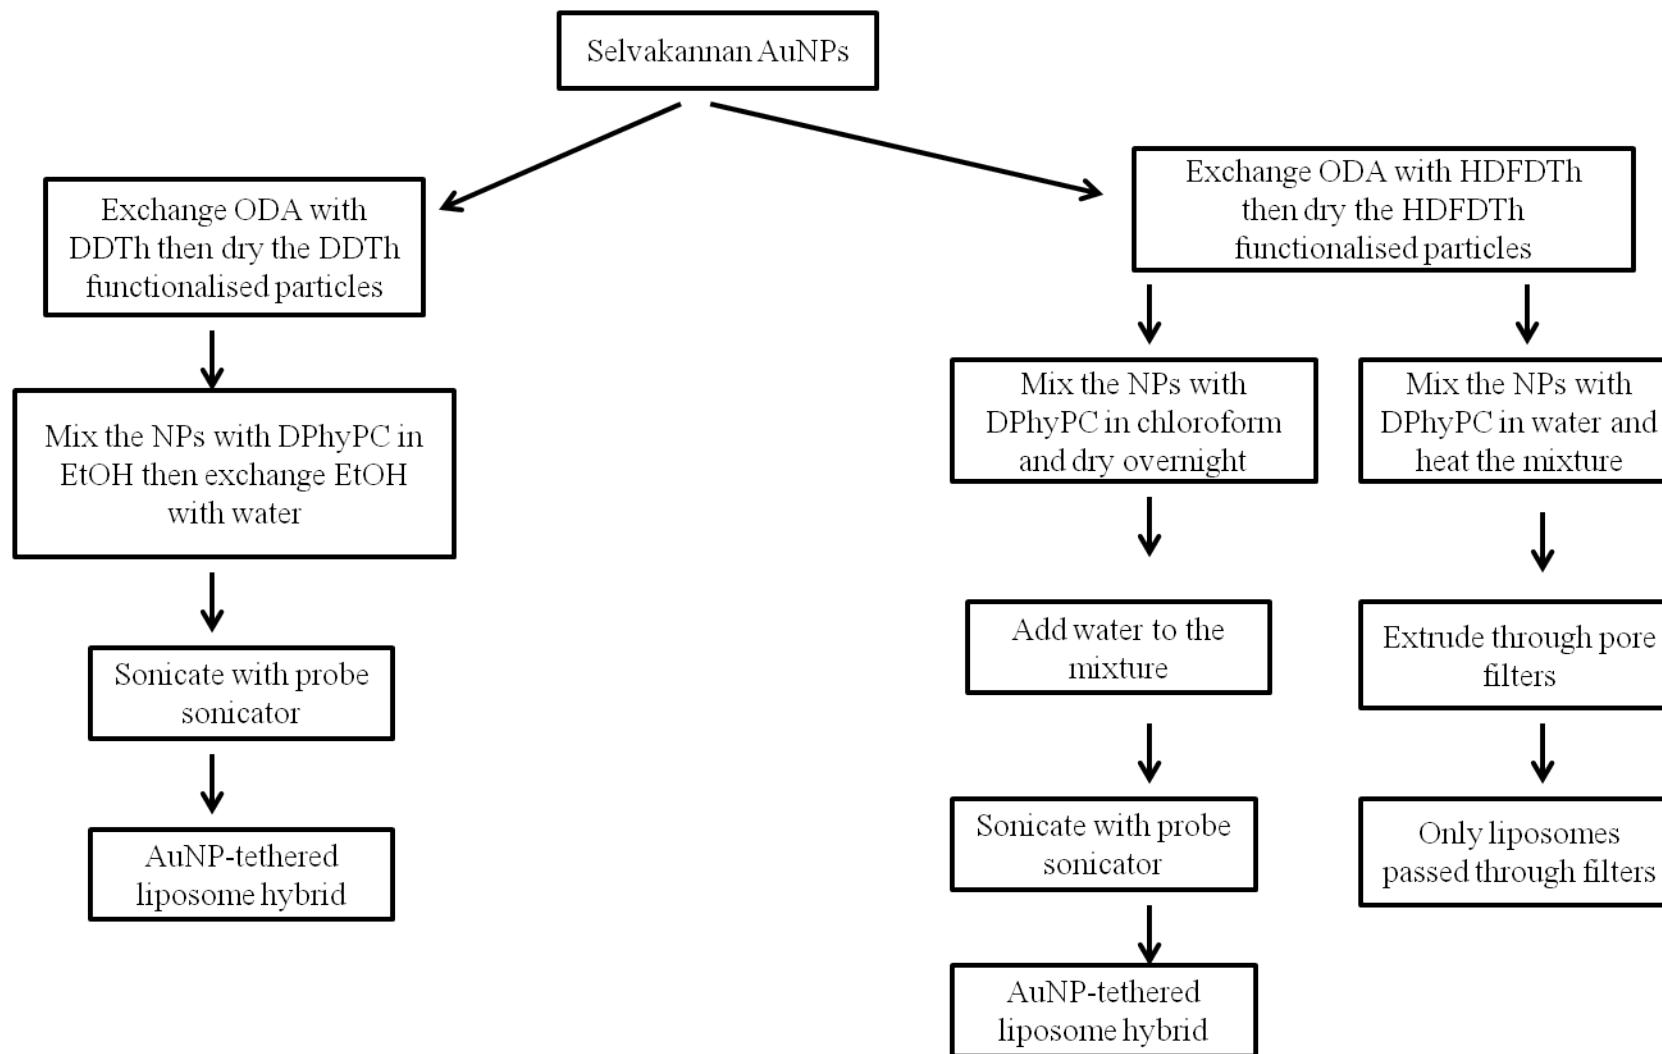 Selvakannan AuNPs
Exchange ODA with
DDTh then dry the DDTh
functionalised particles
Mix the NPs with DPhyPC in
EtOH then exchange EtOH
with water
Sonicate with probe
sonicator
AuNP-tethered
liposome hybrid
Exchange ODA with HDFDTh
then dry the HDFDTh
functionalised particles
Mix the NPs with
DPhyPC in chloroform
and dry overnight
Add water to the
mixture
Sonicate with probe
sonicator
AuNP-tethered
liposome hybrid
Mix the NPs with
DPhyPC in water and
heat the mixture
Extrude through pore
filters
Only liposomes
passed through filters